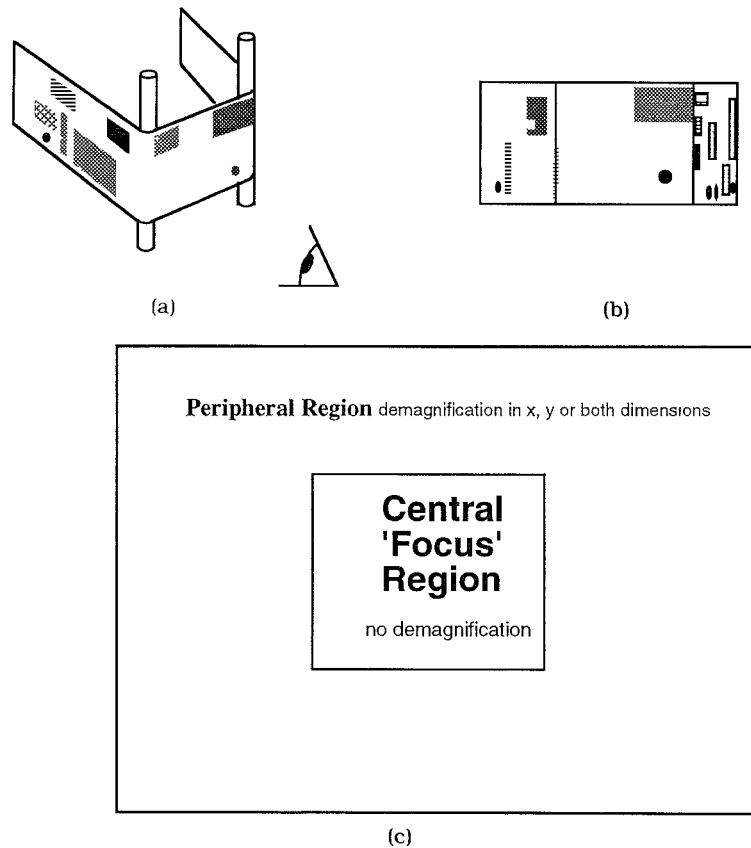 (a)
(b)
Peripheral Region demagnification in x, y or both dimensions
Central
'Focus'
Region
no demagnification
(c)